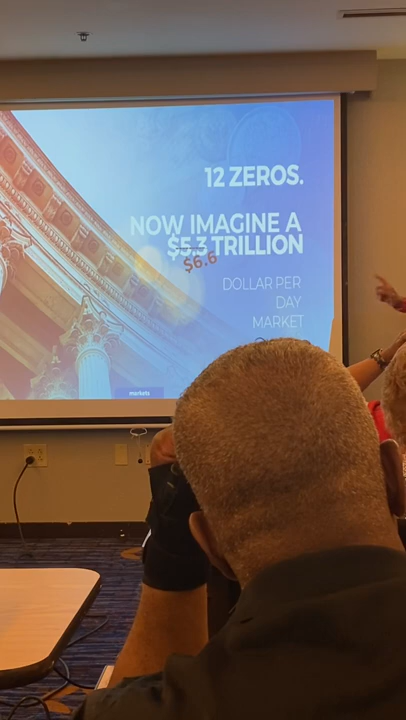 12 ZEROS.
NOW IMAGINE A
$5.3 TRILLION
$6.6
DOLLAR PER
DAY
MARKET
markets